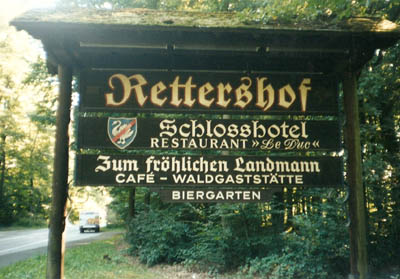 Rettershof
Schlosshotel
RESTAURANT »Le Duc«
Zum fröhlichen Landmann
CAFÉ - WALDGASTSTÄTTE
BIERGARTEN